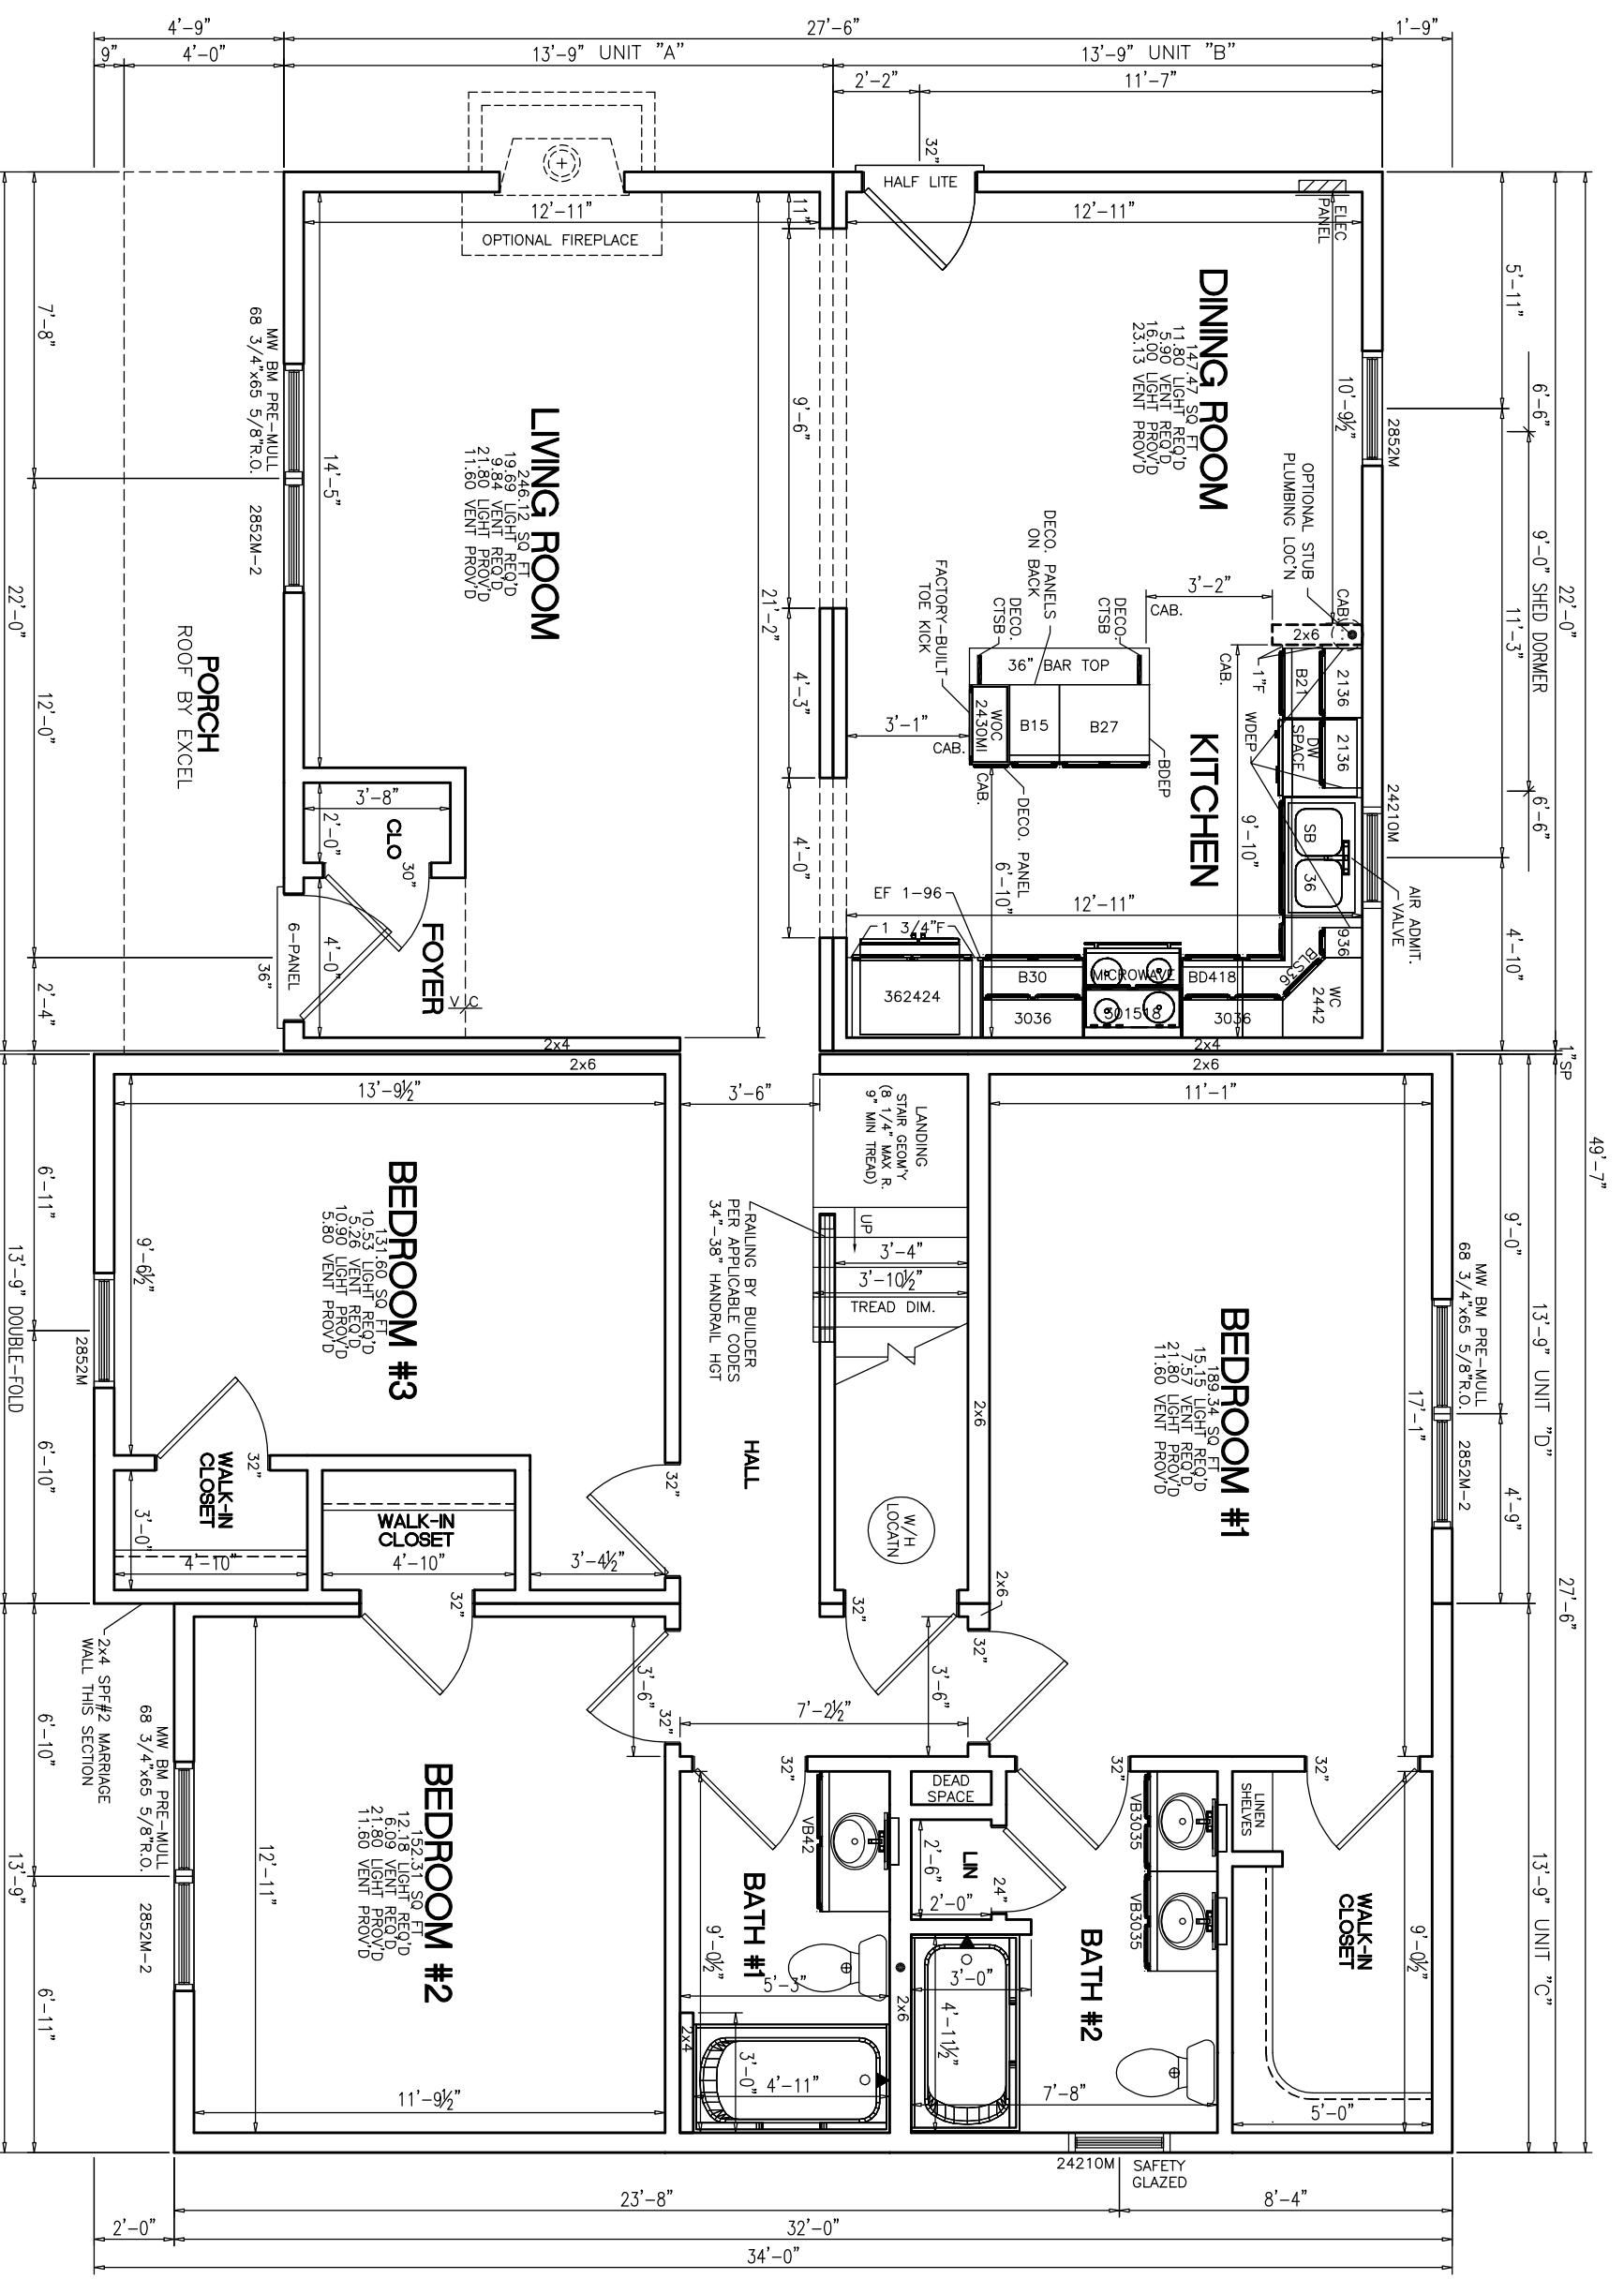 4'-9"
27'-6"
1'-9"
9"
4'-0"
13'-9" UNIT "A"
13'-9" UNIT "B"
2'-2"
11'-7"
32"
HALF LITE
ELEC
PANEL
12'-11"
OPTIONAL FIREPLACE
11"
12'-11"
5'-11"
6'-6"
9'-0" SHED DORMER
22'-0"
11'-3"
6'-6"
4'-10"
49'-7"
1" SP
7'-8"
22'-0"
12'-0"
2'-4"
MW BM PRE-MULL
68 3/4"x65 5/8"R.O.
2852M-2
14'-5"
LIVING ROOM
246.12 SQ FT
19.69 LIGHT REQ'D
9.84 VENT REQ'D
21.80 LIGHT PROV'D
11.60 VENT PROV'D
21'-2"
9'-6"
4'-3"
4'-0"
DINING ROOM
147.47 SQ FT
11.80 LIGHT REQ'D
5.90 VENT REQ'D
16.00 LIGHT PROV'D
23.13 VENT PROV'D
10'-9½"
2852M
OPTIONAL STUB
PLUMBING LOC'N
CAB.
2x6
3'-2"
CAB.
CAB.
1"F
DECO. PANELS
ON BACK
DECO.
CTSB
DECO.
CTSB
FACTORY-BUILT
TOE KICK
36" BAR TOP
WOC
2430MI
B15
B27
BDEP
3'-1"
CAB.
CAB.
DECO. PANEL
6'-10"
KITCHEN
WDEP
9'-10"
B21
2136
DW
SPACE
2136
24210M
SB
36
AIR ADMIT.
VALVE
936
BLS36
WC
2442
12'-11"
EF 1-96
1 3/4"F
362424
B30
3036
MICROWAVE
301518
BD418
3036
2x4
2x6
PORCH
ROOF BY EXCEL
3'-8"
2'-0"
CLO
30"
6-PANEL
36"
4'-0"
FOYER
V.I.C.
2x4
2x6
13'-9½"
3'-6"
LANDING
STAIR GEOM'Y
(8 1/4" MAX R.
9" MIN TREAD)
11'-1"
6'-11"
13'-9" DOUBLE-FOLD
6'-10"
9'-6½"
BEDROOM #3
131.60 SQ FT
10.53 LIGHT REQ'D
5.26 VENT REQ'D
10.90 LIGHT PROV'D
5.80 VENT PROV'D
2852M
RAILING BY BUILDER
PER APPLICABLE CODES
34"-38" HANDRAIL HGT
UP
3'-4"
3'-10½"
TREAD DIM.
2x6
BEDROOM #1
189.34 SQ FT
15.15 LIGHT REQ'D
7.57 VENT REQ'D
21.80 LIGHT PROV'D
11.60 VENT PROV'D
17'-1"
MW BM PRE-MULL
68 3/4"x65 5/8"R.O.
2852M-2
9'-0"
4'-9"
13'-9" UNIT "D"
27'-6"
HALL
W/H
LOCATN
32"
WALK-IN
CLOSET
3'-0"
4'-10"
WALK-IN
CLOSET
4'-10"
3'-4½"
32"
32"
32"
2x6
32"
2x4 SPF#2 MARRIAGE
WALL THIS SECTION
3'-6"
32"
3'-6"
7'-2½"
6'-10"
13'-9"
6'-11"
MW BM PRE-MULL
68 3/4"x65 5/8"R.O.
2852M-2
12'-11"
BEDROOM #2
152.31 SQ FT
12.18 LIGHT REQ'D
6.09 VENT REQ'D
21.80 LIGHT PROV'D
11.60 VENT PROV'D
11'-9½"
32"
VB42
BATH #1
9'-0½"
5'-3"
2x4
3'-0"
4'-11"
2x6
DEAD
SPACE
2'-6"
LIN
24"
2'-0"
3'-0"
4'-11½"
32"
VB3035
VB3035
BATH #2
7'-8"
LINEN
SHELVES
32"
WALK-IN
CLOSET
9'-0½"
5'-0"
13'-9" UNIT "C"
24210M
SAFETY
GLAZED
23'-8"
8'-4"
2'-0"
32'-0"
34'-0"